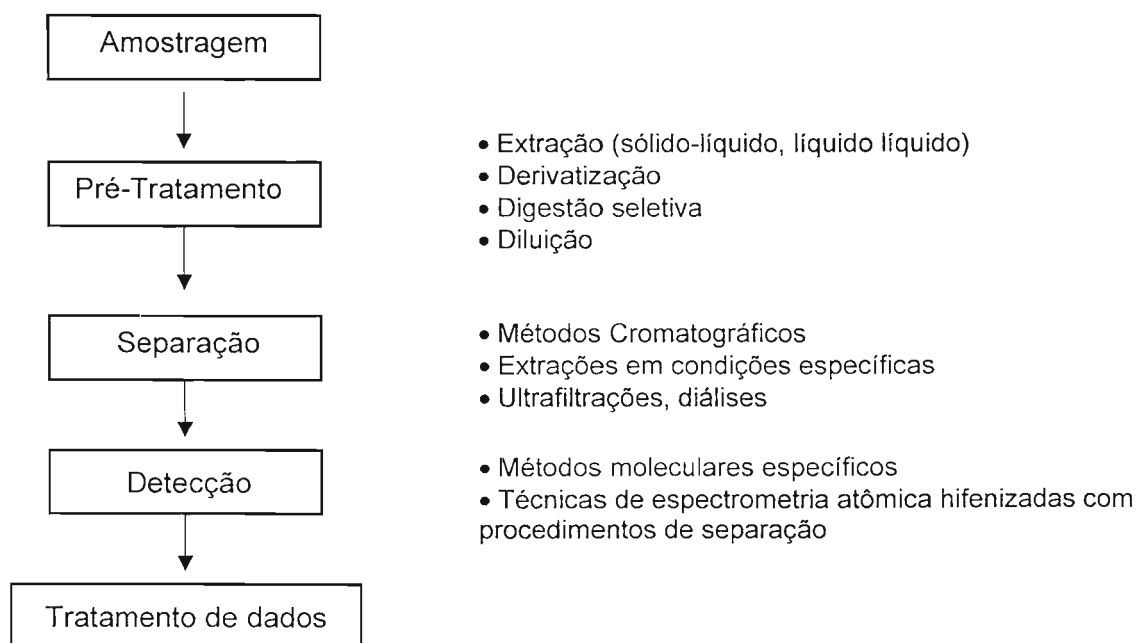 Amostragem
Pré-Tratamento
• Extração (sólido-líquido, líquido líquido)
• Derivatização
• Digestão seletiva
• Diluição
Separação
• Métodos Cromatográficos
• Extrações em condições específicas
• Ultrafiltrações, diálises
Detecção
• Métodos moleculares específicos
• Técnicas de espectrometria atômica hifenizadas com
procedimentos de separação
Tratamento de dados